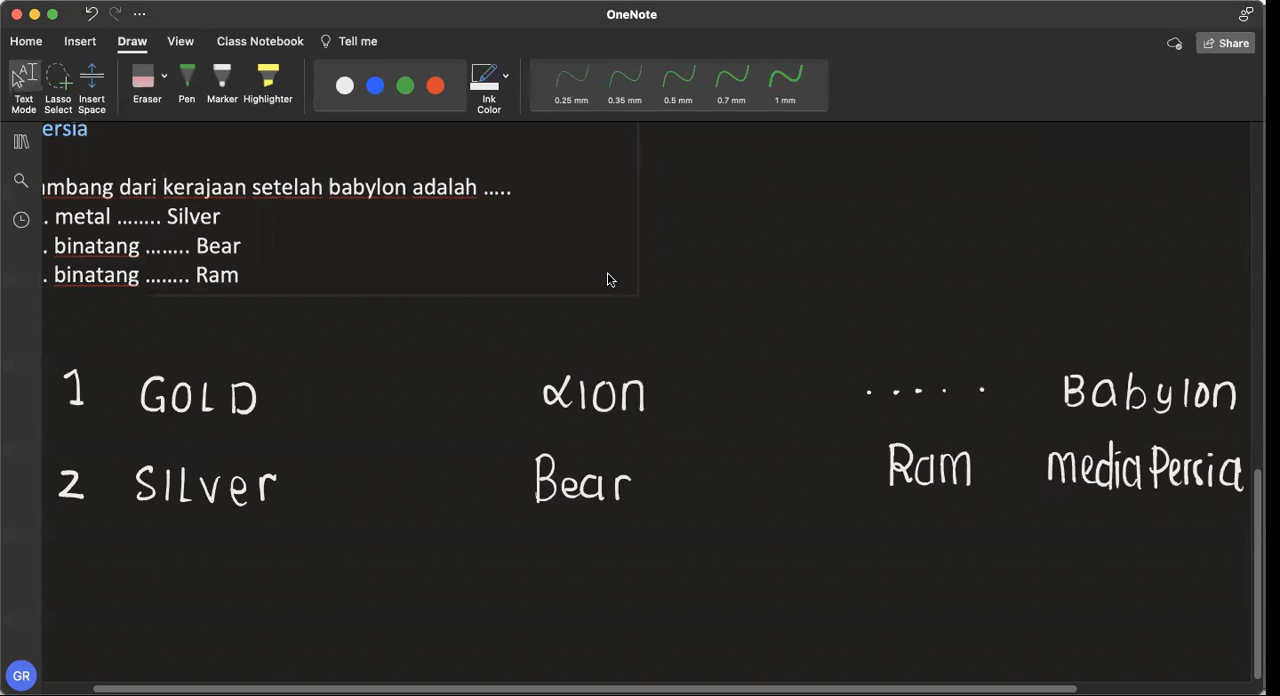 OneNote
Home Insert Draw View Class Notebook Tell me
Share
Text Mode
Lasso Select
Insert Space
Eraser
Pen
Marker
Highlighter
Ink Color
0.25 mm 0.35 mm 0.5 mm 0.7 mm 1 mm
ersia
ambang dari kerajaan setelah babylon adalah .....
. metal ........ Silver
. binatang ........ Bear
. binatang ........ Ram
1 GOLD LION ..... Babylon
2 SILver Bear Ram media Persia
GR